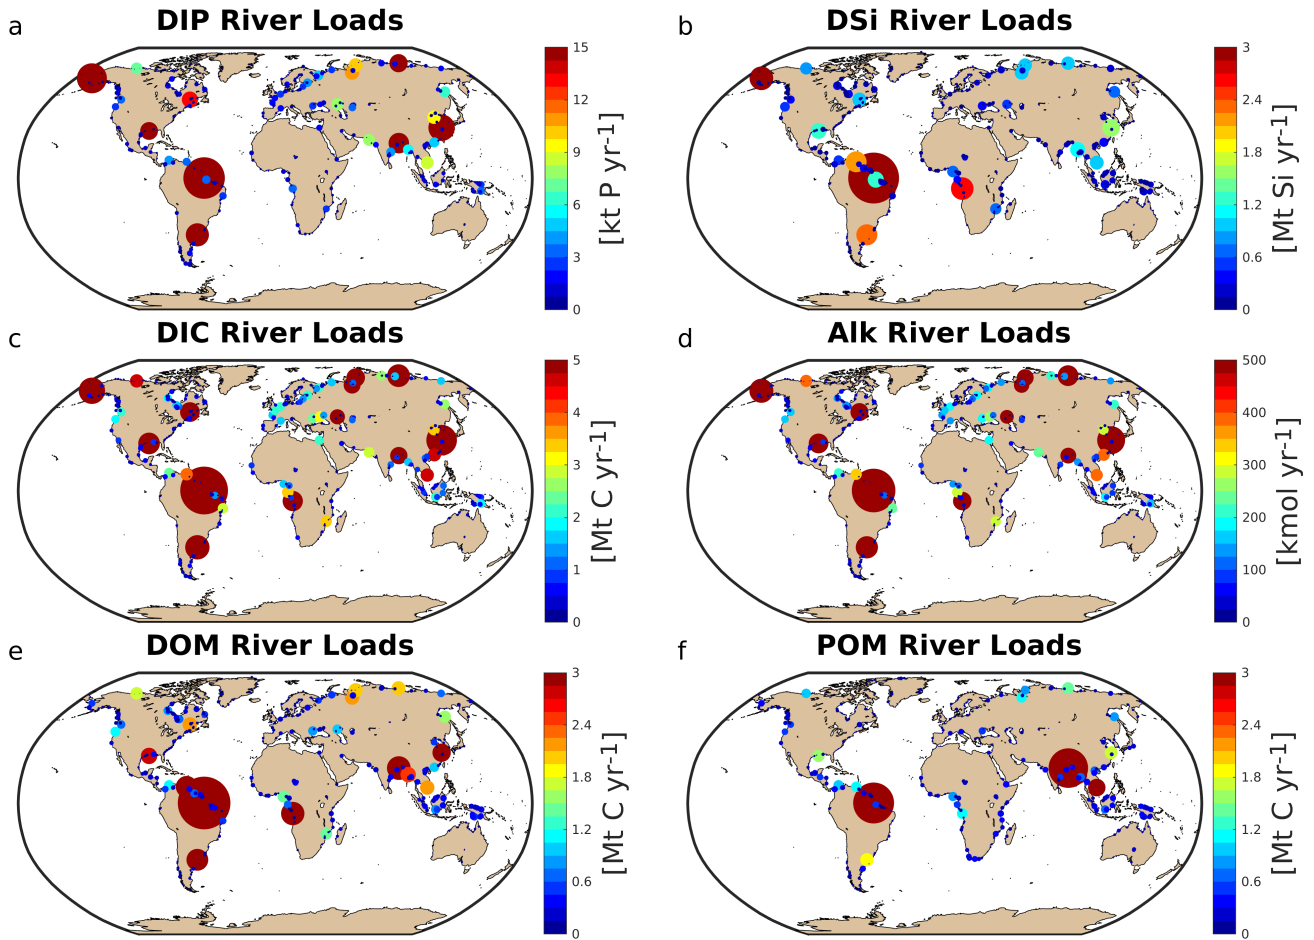 a
DIP River Loads
15
12
9
6
3
0
[kt P yr-1]
b
DSi River Loads
3
2.4
1.8
1.2
0.6
0
[Mt Si yr-1]
c
DIC River Loads
5
4
3
2
1
0
[Mt C yr-1]
d
Alk River Loads
500
400
300
200
100
0
[kmol yr-1]
e
DOM River Loads
3
2.4
1.8
1.2
0.6
0
[Mt C yr-1]
f
POM River Loads
3
2.4
1.8
1.2
0.6
0
[Mt C yr-1]